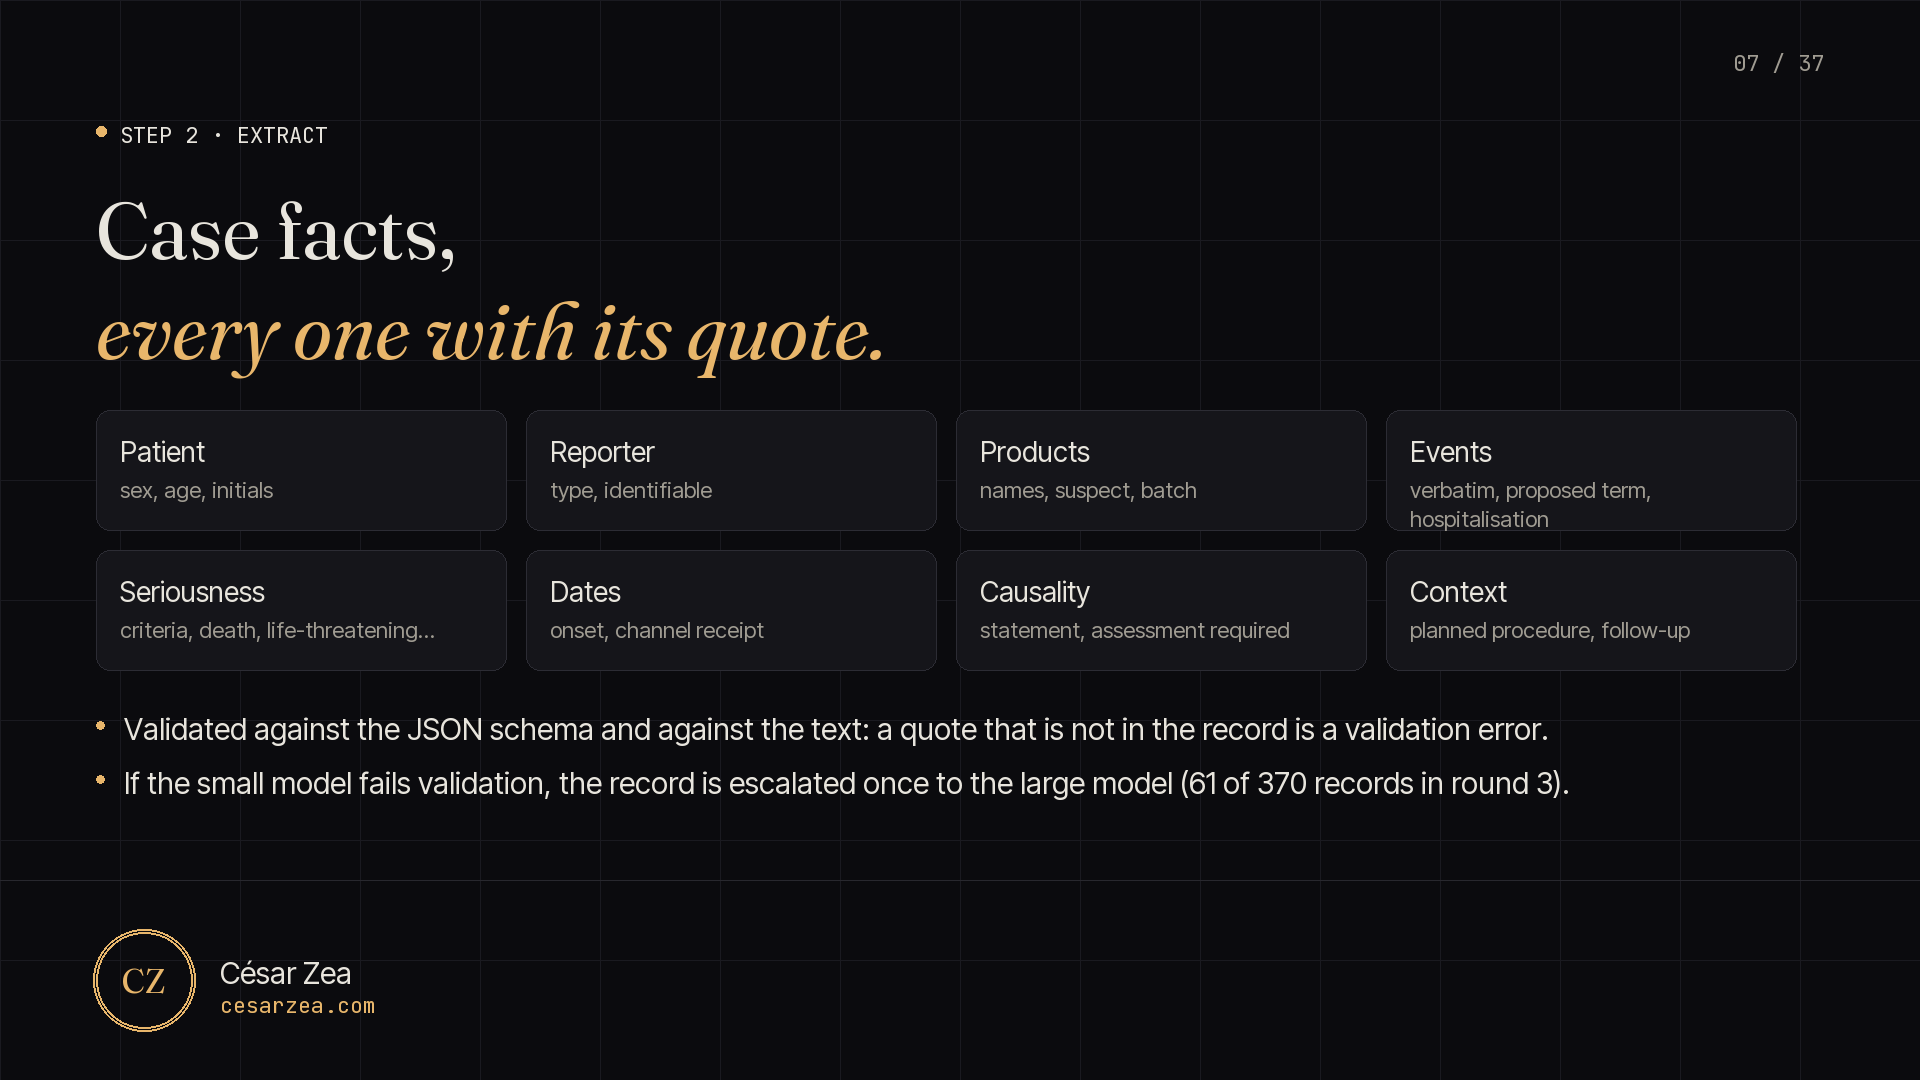 07 / 37
STEP 2 · EXTRACT
Case facts,
every one with its quote.
Patient
sex, age, initials
Reporter
type, identifiable
Products
names, suspect, batch
Events
verbatim, proposed term,
hospitalisation
Seriousness
criteria, death, life-threatening...
Dates
onset, channel receipt
Causality
statement, assessment required
Context
planned procedure, follow-up
Validated against the JSON schema and against the text: a quote that is not in the record is a validation error.
If the small model fails validation, the record is escalated once to the large model (61 of 370 records in round 3).
CZ
César Zea
cesarzea.com